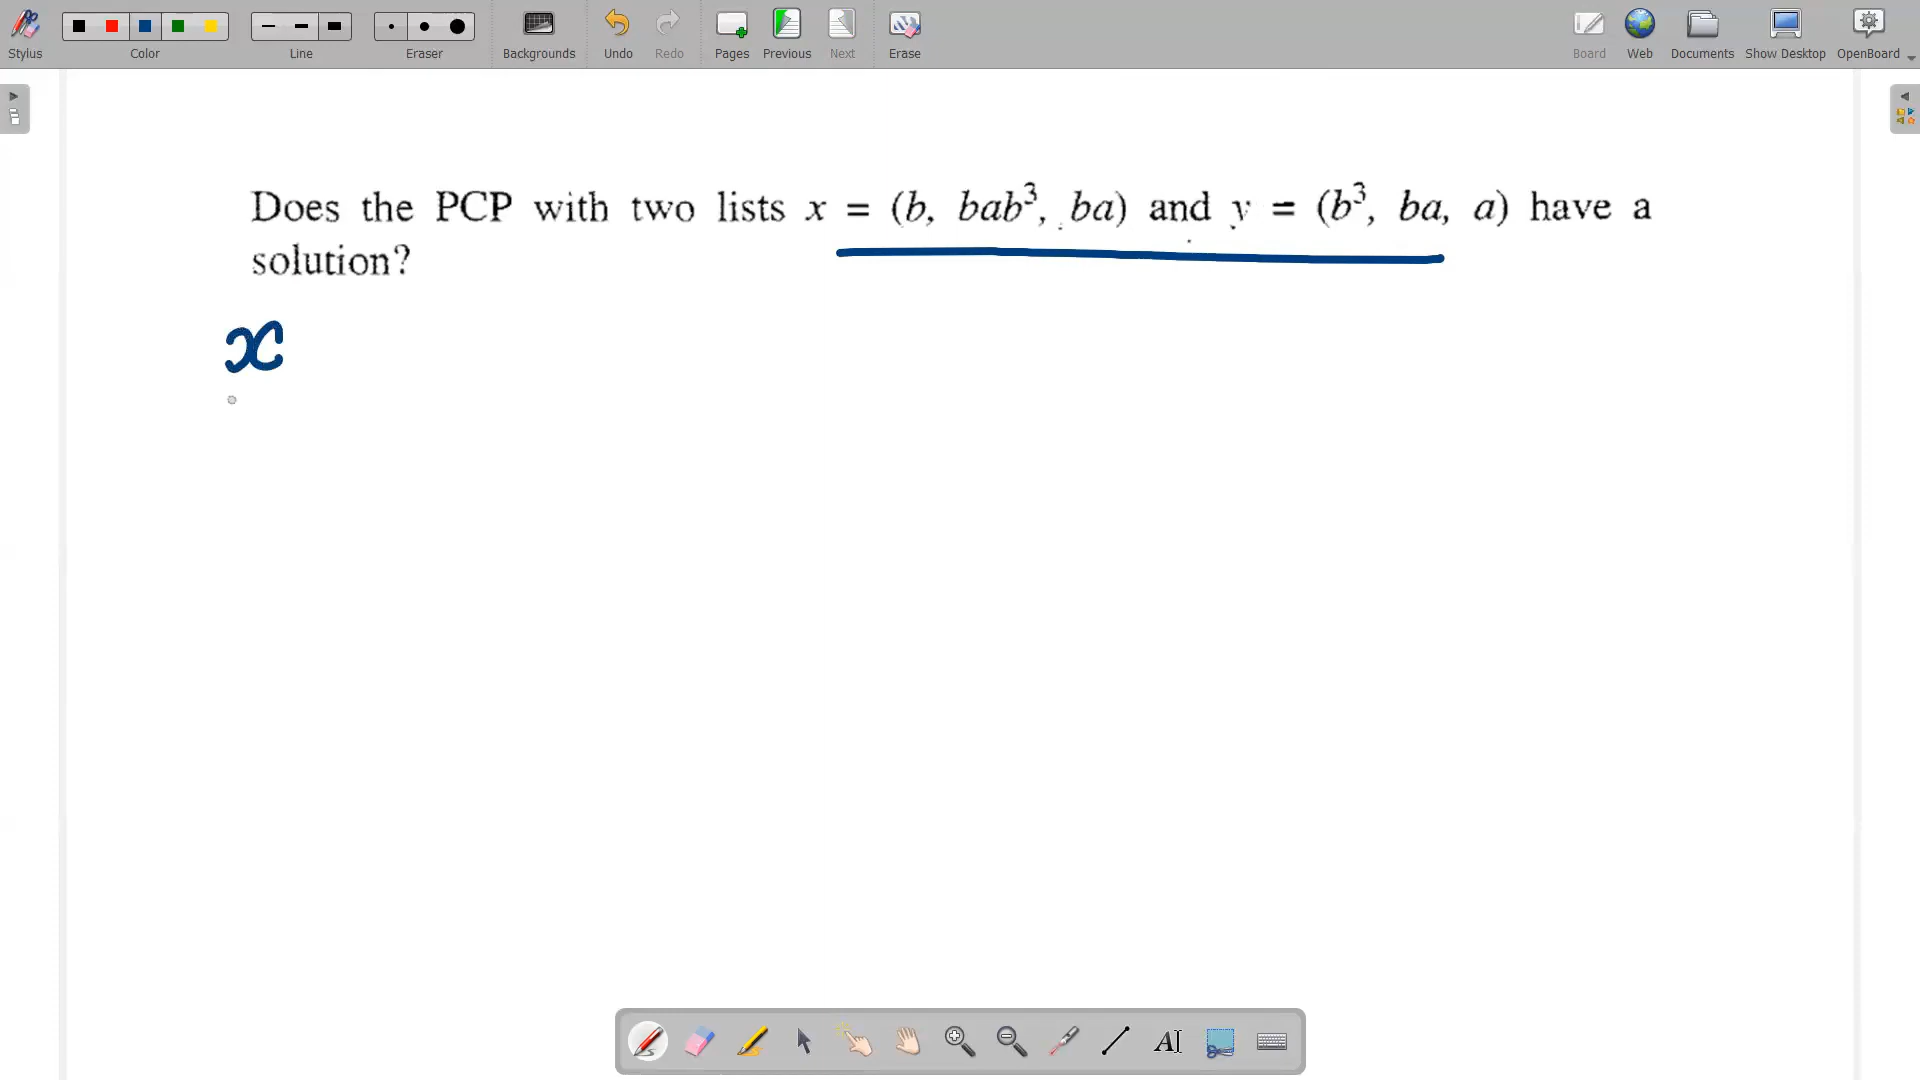 Stylus Color Line Eraser Backgrounds Undo Redo Pages Previous Next Erase Board Web Documents Show Desktop OpenBoard
Does the PCP with two lists x = (b, bab³, ba) and y = (b³, ba, a) have a
solution?
x